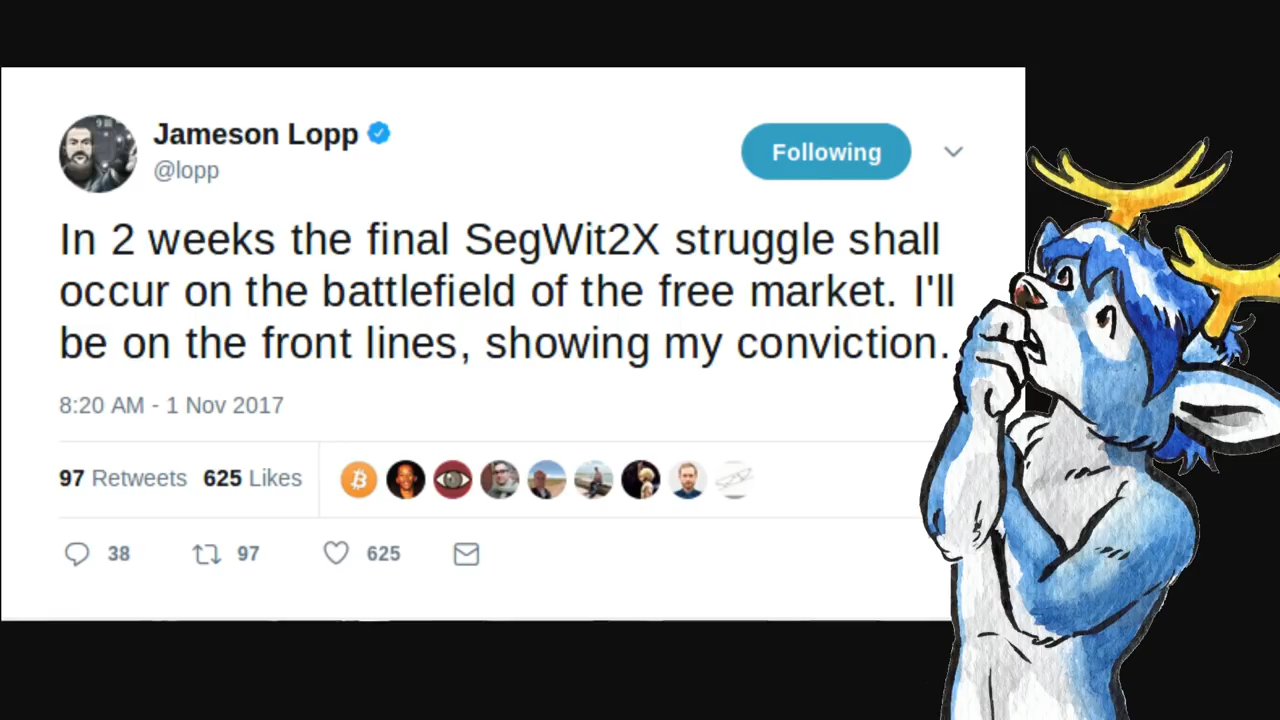 Jameson Lopp
Following
@lopp
In 2 weeks the final SegWit2X struggle shall
occur on the battlefield of the free market. I'll
be on the front lines, showing my conviction.
8:20 AM - 1 Nov 2017
97 Retweets 625 Likes
38 97 625